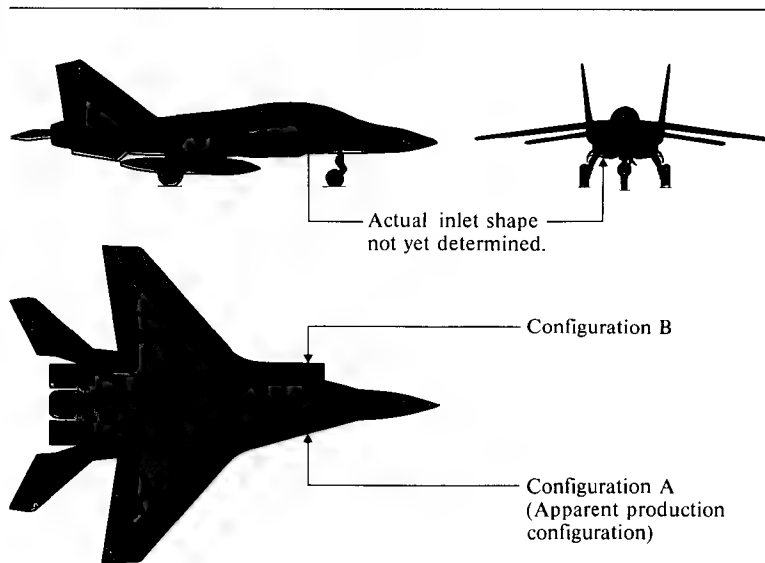 Actual inlet shape
not yet determined.
Configuration B
Configuration A
(Apparent production
configuration)